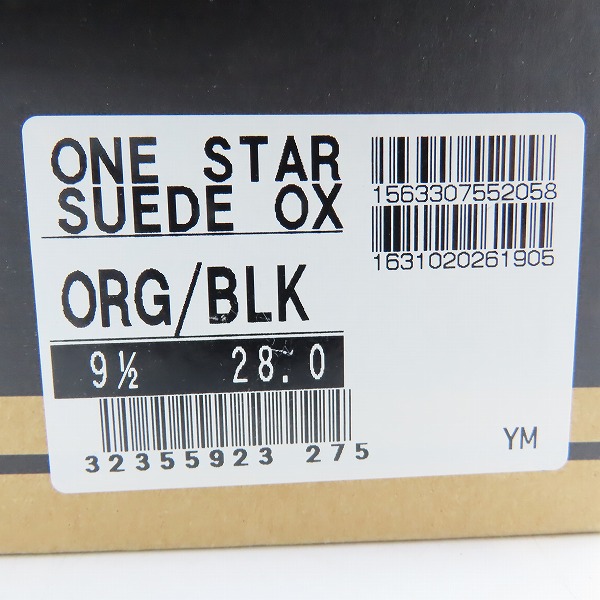 ONE STAR
SUEDE OX
1563307552058
1631020261905
ORG/BLK
9½ 28.0
32355923 275
YM